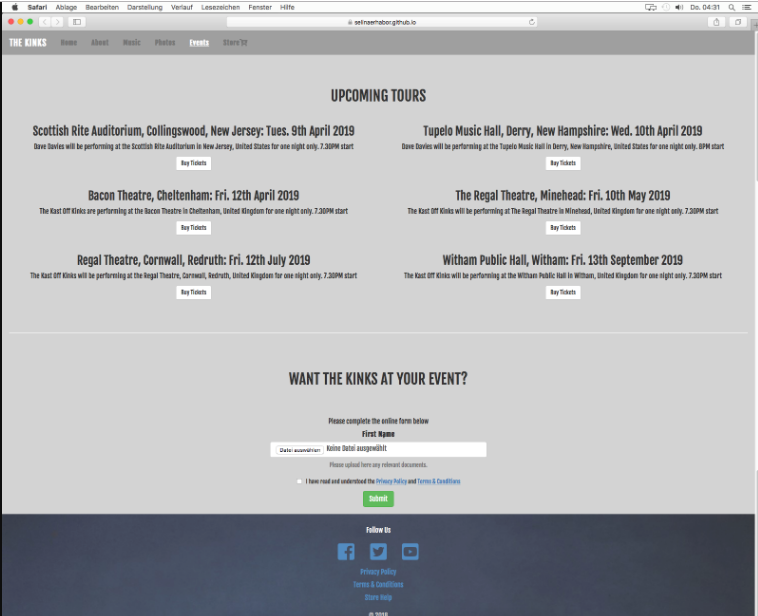 Safari Ablage Bearbeiten Darstellung Verlauf Lesezeichen Fenster Hilfe Do. 04:31
selinaerhabor.github.io
THE KINKS Home About Music Photos Events Store
UPCOMING TOURS
Scottish Rite Auditorium, Collingswood, New Jersey: Tues. 9th April 2019
Dave Davies will be performing at the Scottish Rite Auditorium in New Jersey, United States for one night only. 7.30PM start
Buy Tickets
Tupelo Music Hall, Derry, New Hampshire: Wed. 10th April 2019
Dave Davies will be performing at the Tupelo Music Hall in Derry, New Hampshire, United States for one night only. 8PM start
Buy Tickets
Bacon Theatre, Cheltenham: Fri. 12th April 2019
The Kast Off Kinks are performing at the Bacon Theatre in Cheltenham, United Kingdom for one night only. 7.30PM start
Buy Tickets
The Regal Theatre, Minehead: Fri. 10th May 2019
The Kast Off Kinks will be performing at The Regal Theatre in Minehead, United Kingdom for one night only. 7.30PM start
Buy Tickets
Regal Theatre, Cornwall, Redruth: Fri. 12th July 2019
The Kast Off Kinks will be performing at the Regal Theatre, Cornwall, Redruth, United Kingdom for one night only. 7.30PM start
Buy Tickets
Witham Public Hall, Witham: Fri. 13th September 2019
The Kast Off Kinks will be performing at the Witham Public Hall in Witham, United Kingdom for one night only. 7.30PM start
Buy Tickets
WANT THE KINKS AT YOUR EVENT?
Please complete the online form below
First Name
Datei auswählen Keine Datei ausgewählt
Please upload here any relevant documents.
I have read and understood the Privacy Policy and Terms & Conditions
Submit
Follow Us
Privacy Policy
Terms & Conditions
Store Help
© 2018